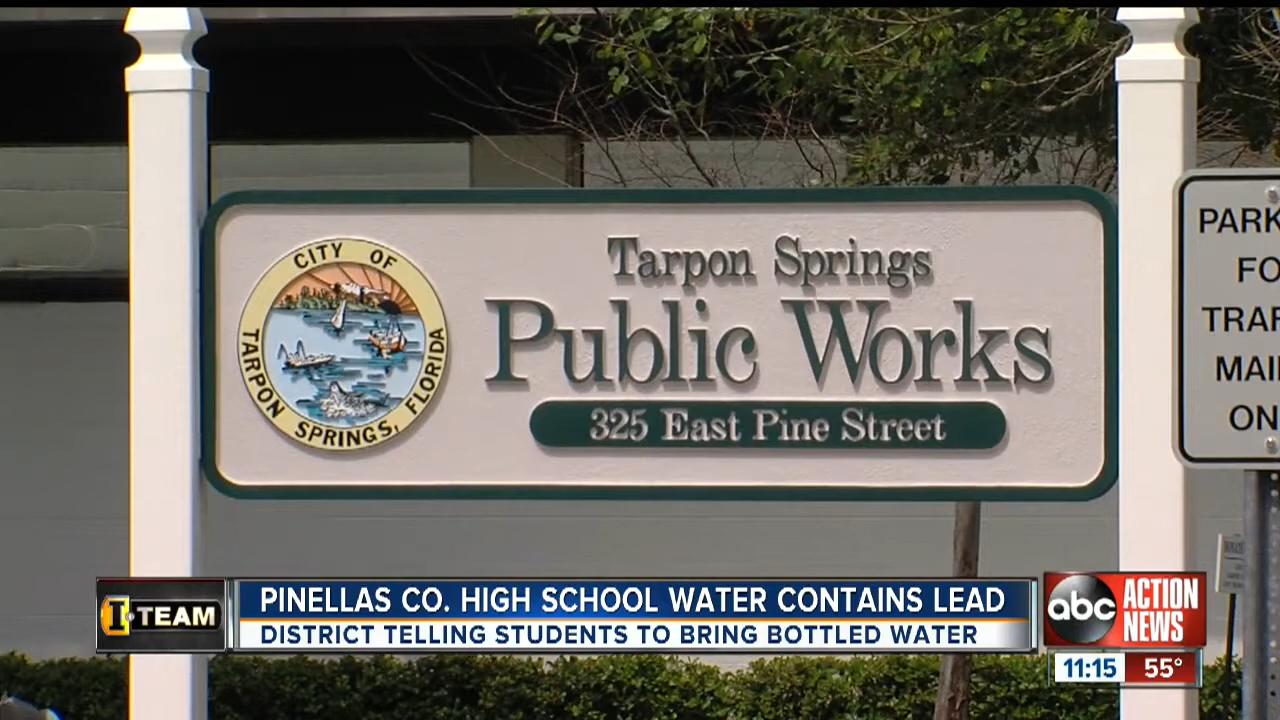 CITY OF
TARPON SPRINGS, FLORIDA
Tarpon Springs
Public Works
325 East Pine Street
PARK
FO
TRAF
MAI
ON
I-TEAM
PINELLAS CO. HIGH SCHOOL WATER CONTAINS LEAD
DISTRICT TELLING STUDENTS TO BRING BOTTLED WATER
abc ACTION
NEWS
11:15 55°